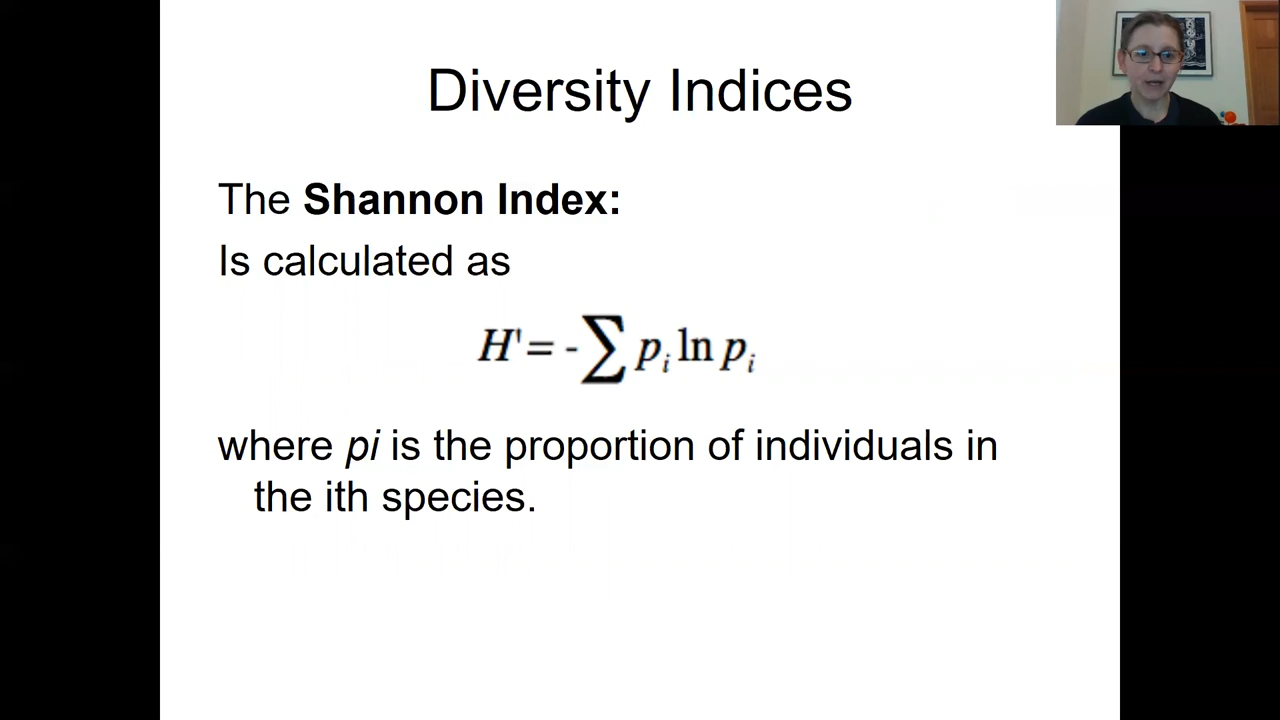 Diversity Indices
The Shannon Index:
Is calculated as
H'= -∑ pᵢ ln pᵢ
where pi is the proportion of individuals in
the ith species.